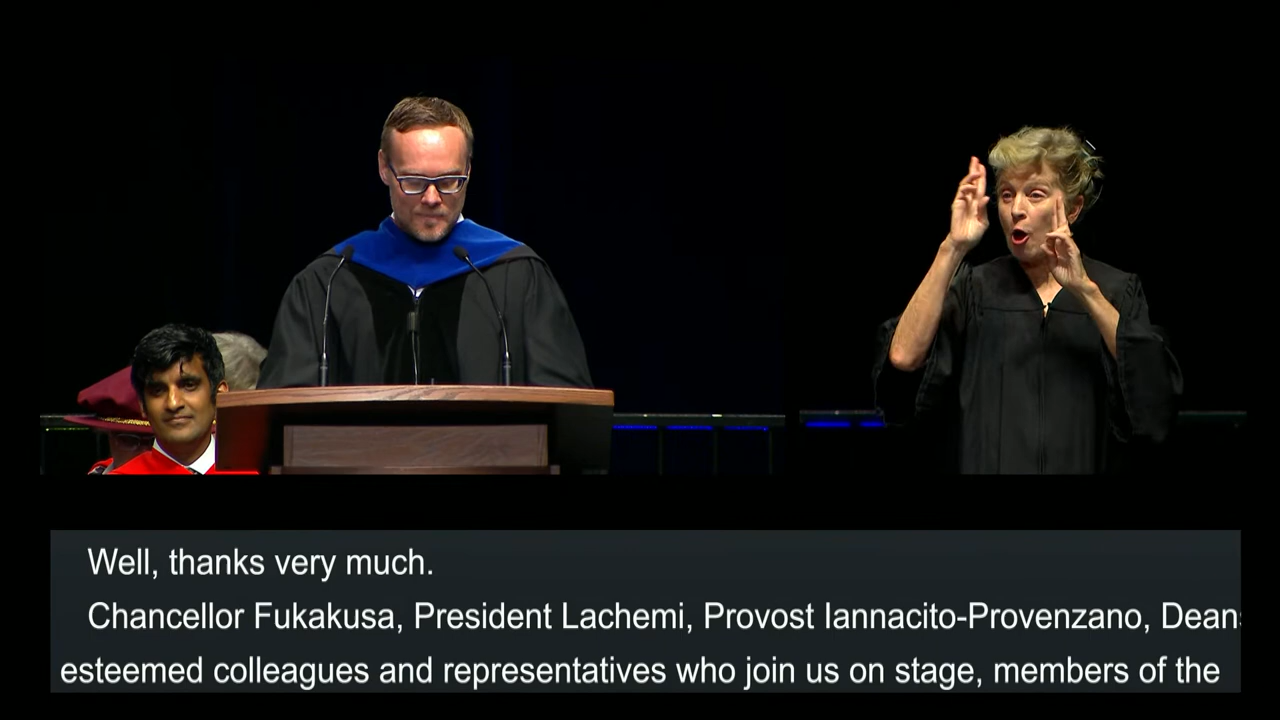 Well, thanks very much.
Chancellor Fukakusa, President Lachemi, Provost Iannacito-Provenzano, Deans
esteemed colleagues and representatives who join us on stage, members of the